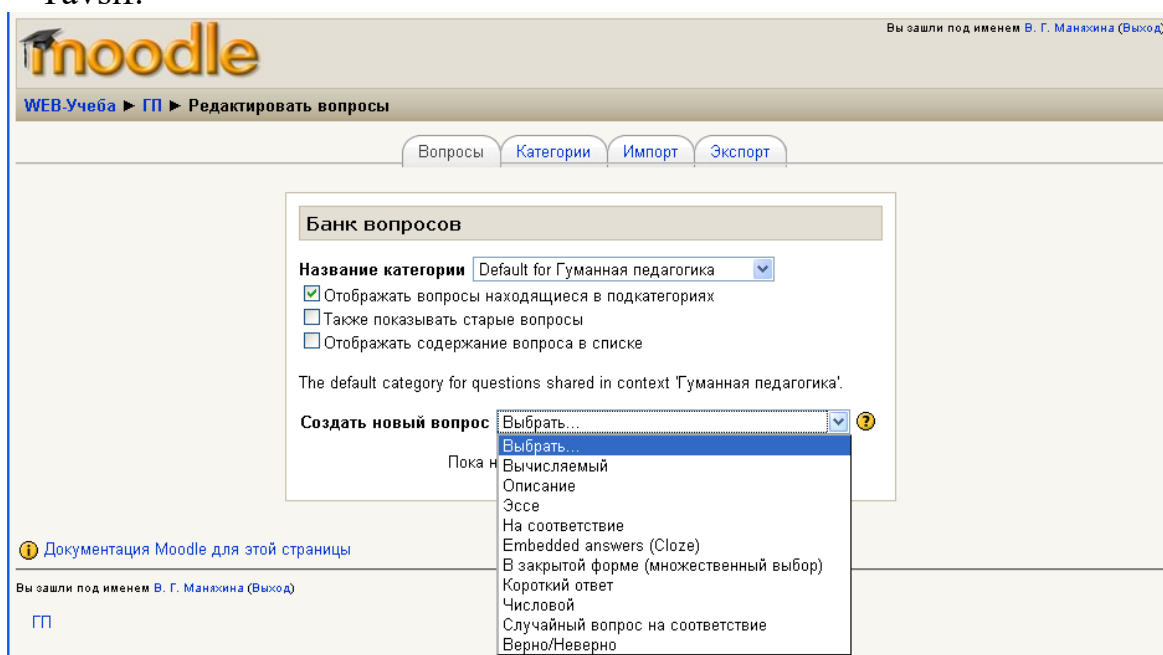 Tavsif:
moodle
Вы зашли под именем В. Г. Маняхина (Выход)
WEB-Учеба ► ГП ► Редактировать вопросы
Вопросы Категории Импорт Экспорт
Банк вопросов
Название категории Default for Гуманная педагогика
Отображать вопросы находящиеся в подкатегориях
Также показывать старые вопросы
Отображать содержание вопроса в списке
The default category for questions shared in context 'Гуманная педагогика'.
Создать новый вопрос Выбрать...
Выбрать...
Пока н
Вычисляемый
Описание
Эссе
На соответствие
Embedded answers (Cloze)
В закрытой форме (множественный выбор)
Короткий ответ
Числовой
Случайный вопрос на соответствие
Верно/Неверно
Документация Moodle для этой страницы
Вы зашли под именем В. Г. Маняхина (Выход)
ГП